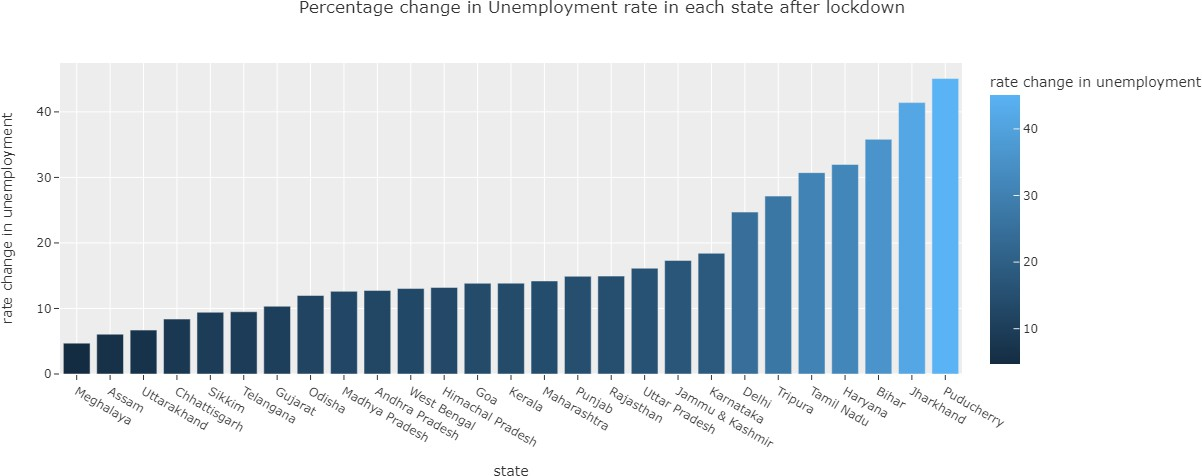 Percentage change in Unemployment rate in each state after lockdown
rate change in unemployment
40
30
20
10
0
Meghalaya
Assam
Uttarakhand
Chhattisgarh
Sikkim
Telangana
Gujarat
Odisha
Madhya Pradesh
Andhra Pradesh
West Bengal
Himachal Pradesh
Goa
Kerala
Maharashtra
Punjab
Rajasthan
Uttar Pradesh
Jammu & Kashmir
Karnataka
Delhi
Tripura
Tamil Nadu
Haryana
Bihar
Jharkhand
Puducherry
state
rate change in unemployment
40
30
20
10